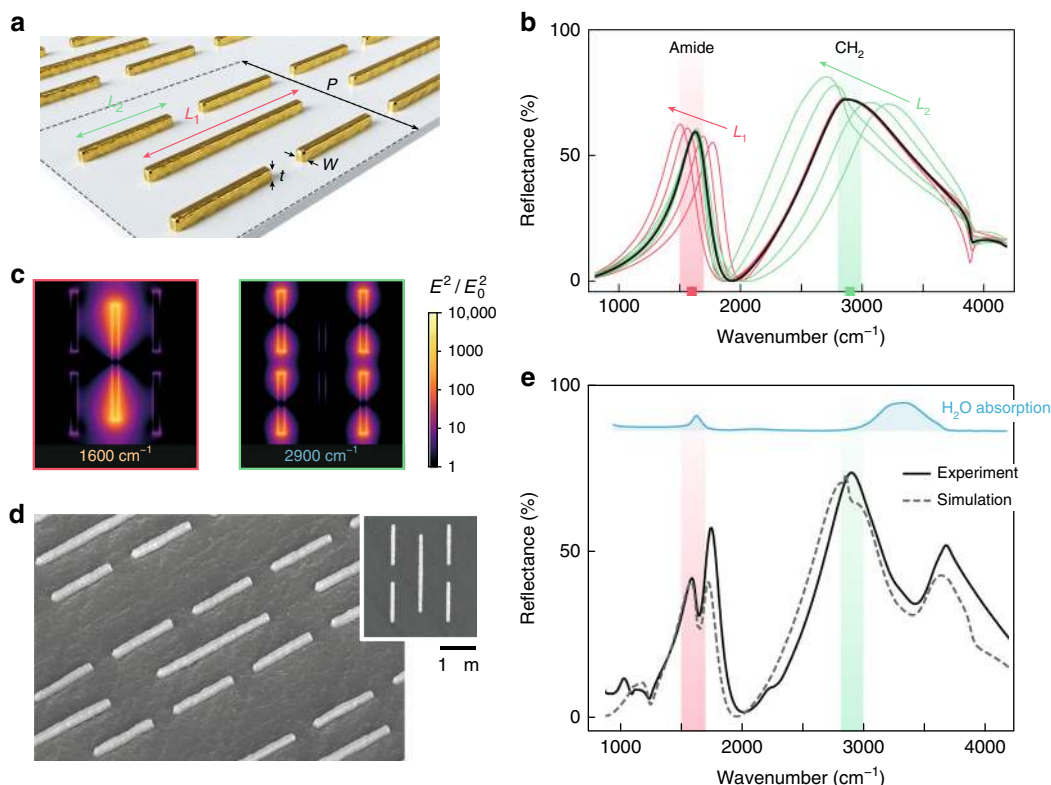 a
P
L₂
L₁
W
t
b
100
50
0
Reflectance (%)
Amide
CH₂
L₁
L₂
1000 2000 3000 4000
Wavenumber (cm⁻¹)
c
1600 cm⁻¹
2900 cm⁻¹
E² / E₀²
10,000
1000
100
10
1
d
1 m
e
100
50
0
Reflectance (%)
H₂O absorption
Experiment
Simulation
1000 2000 3000 4000
Wavenumber (cm⁻¹)